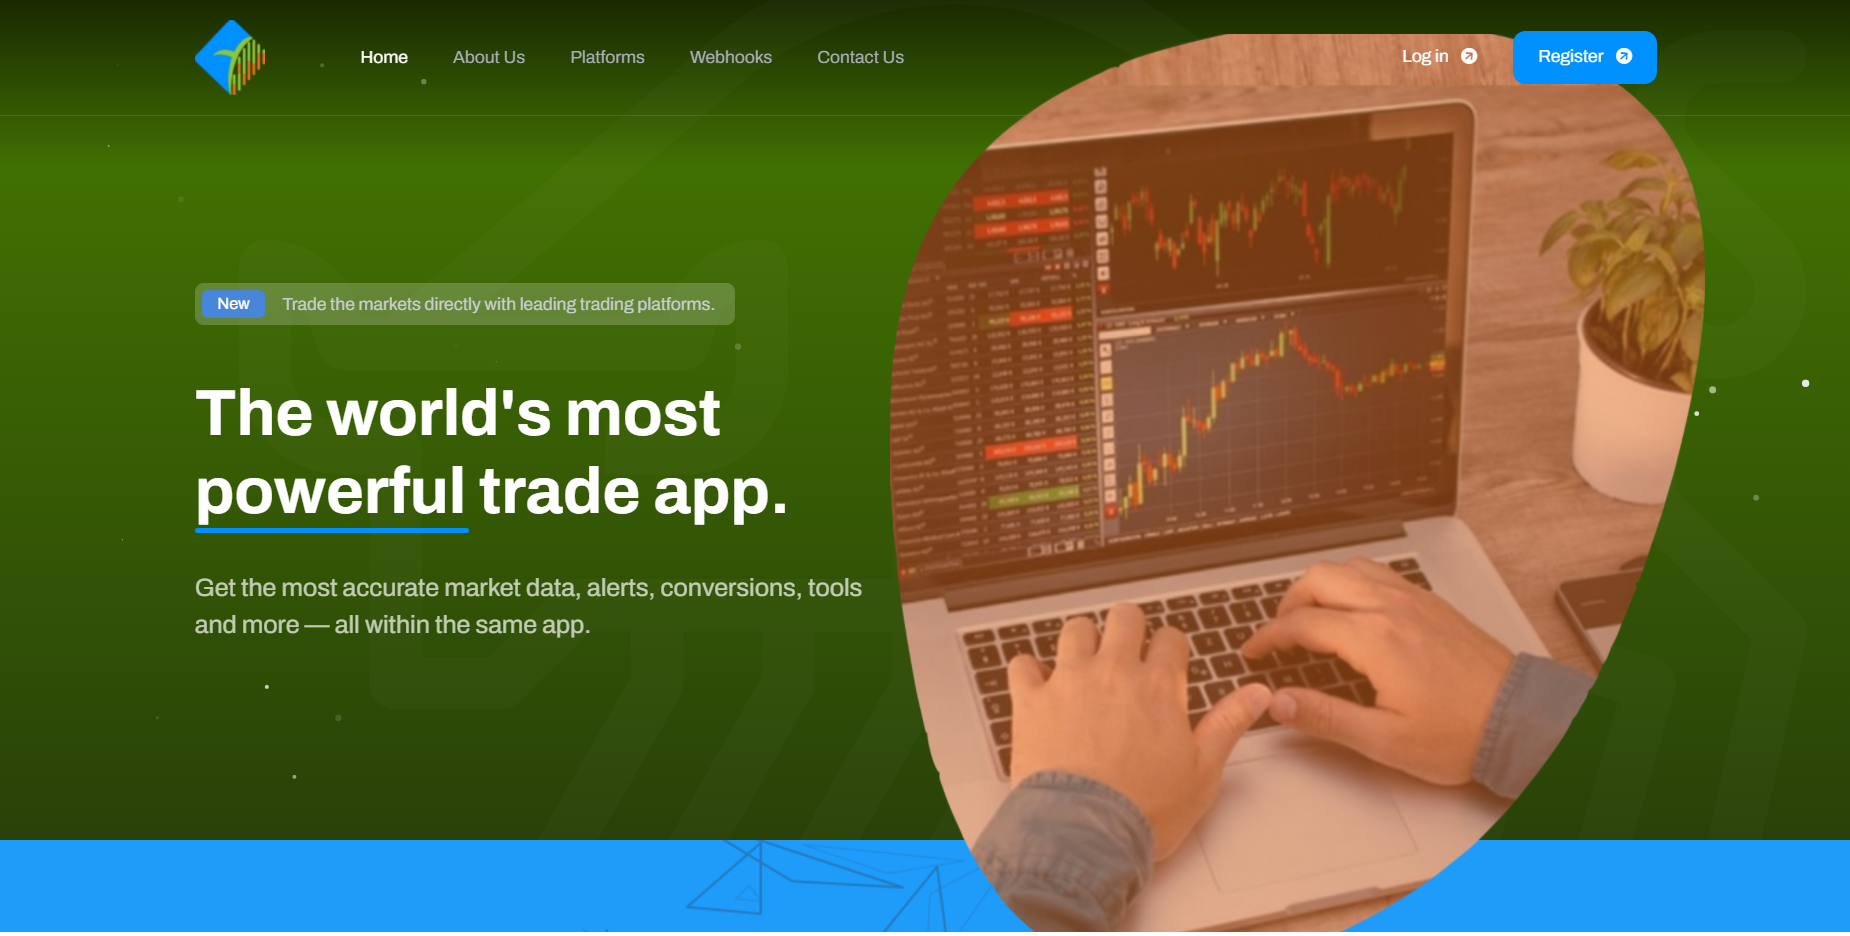 Home About Us Platforms Webhooks Contact Us Log in Register
New Trade the markets directly with leading trading platforms.
The world's most
powerful trade app.
Get the most accurate market data, alerts, conversions, tools
and more — all within the same app.